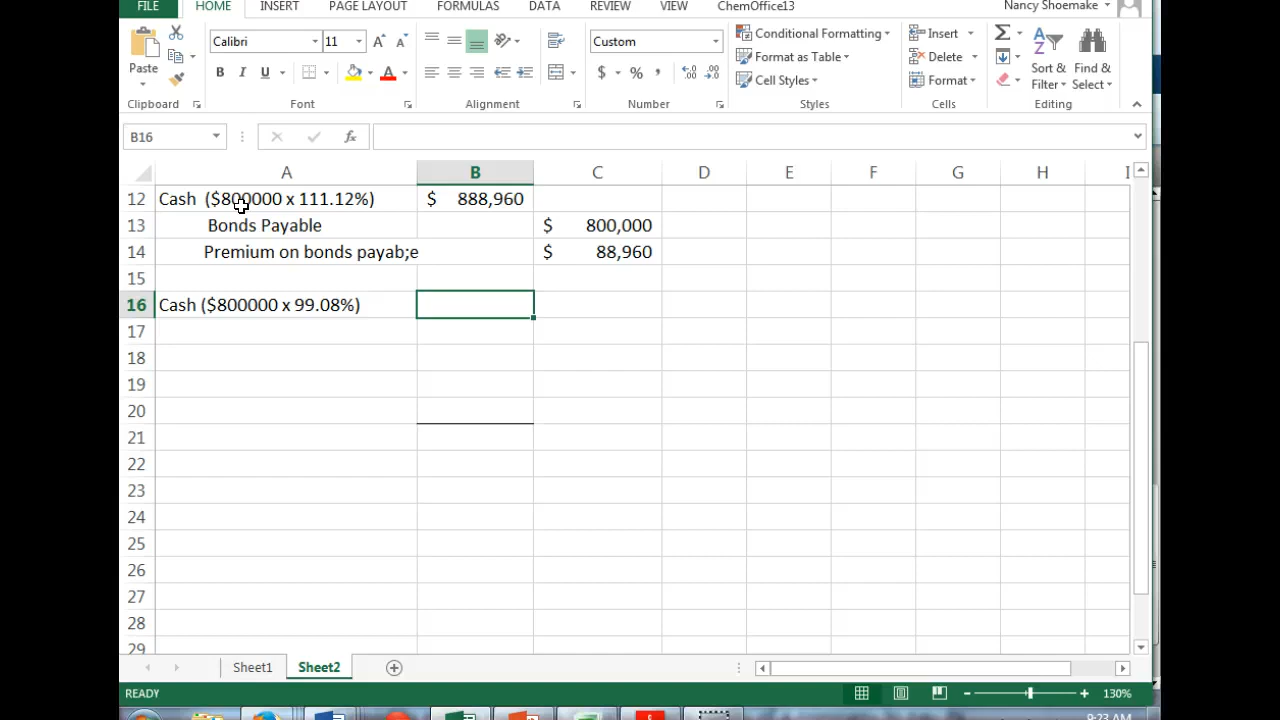 FILE HOME INSERT PAGE LAYOUT FORMULAS DATA REVIEW VIEW ChemOffice13 Nancy Shoemake
Calibri 11 Custom Conditional Formatting Insert
Paste B I U $ % , Format as Table Delete Sort & Find &
Cell Styles Format Filter Select
Clipboard Font Alignment Number Styles Cells Editing
B16 fx
A B C D E F G H I
12 Cash ($800000 x 111.12%) $ 888,960
13 Bonds Payable $ 800,000
14 Premium on bonds payab;e $ 88,960
15
16 Cash ($800000 x 99.08%)
17
18
19
20
21
22
23
24
25
26
27
28
29
Sheet1 Sheet2
READY 130%
9:23 AM